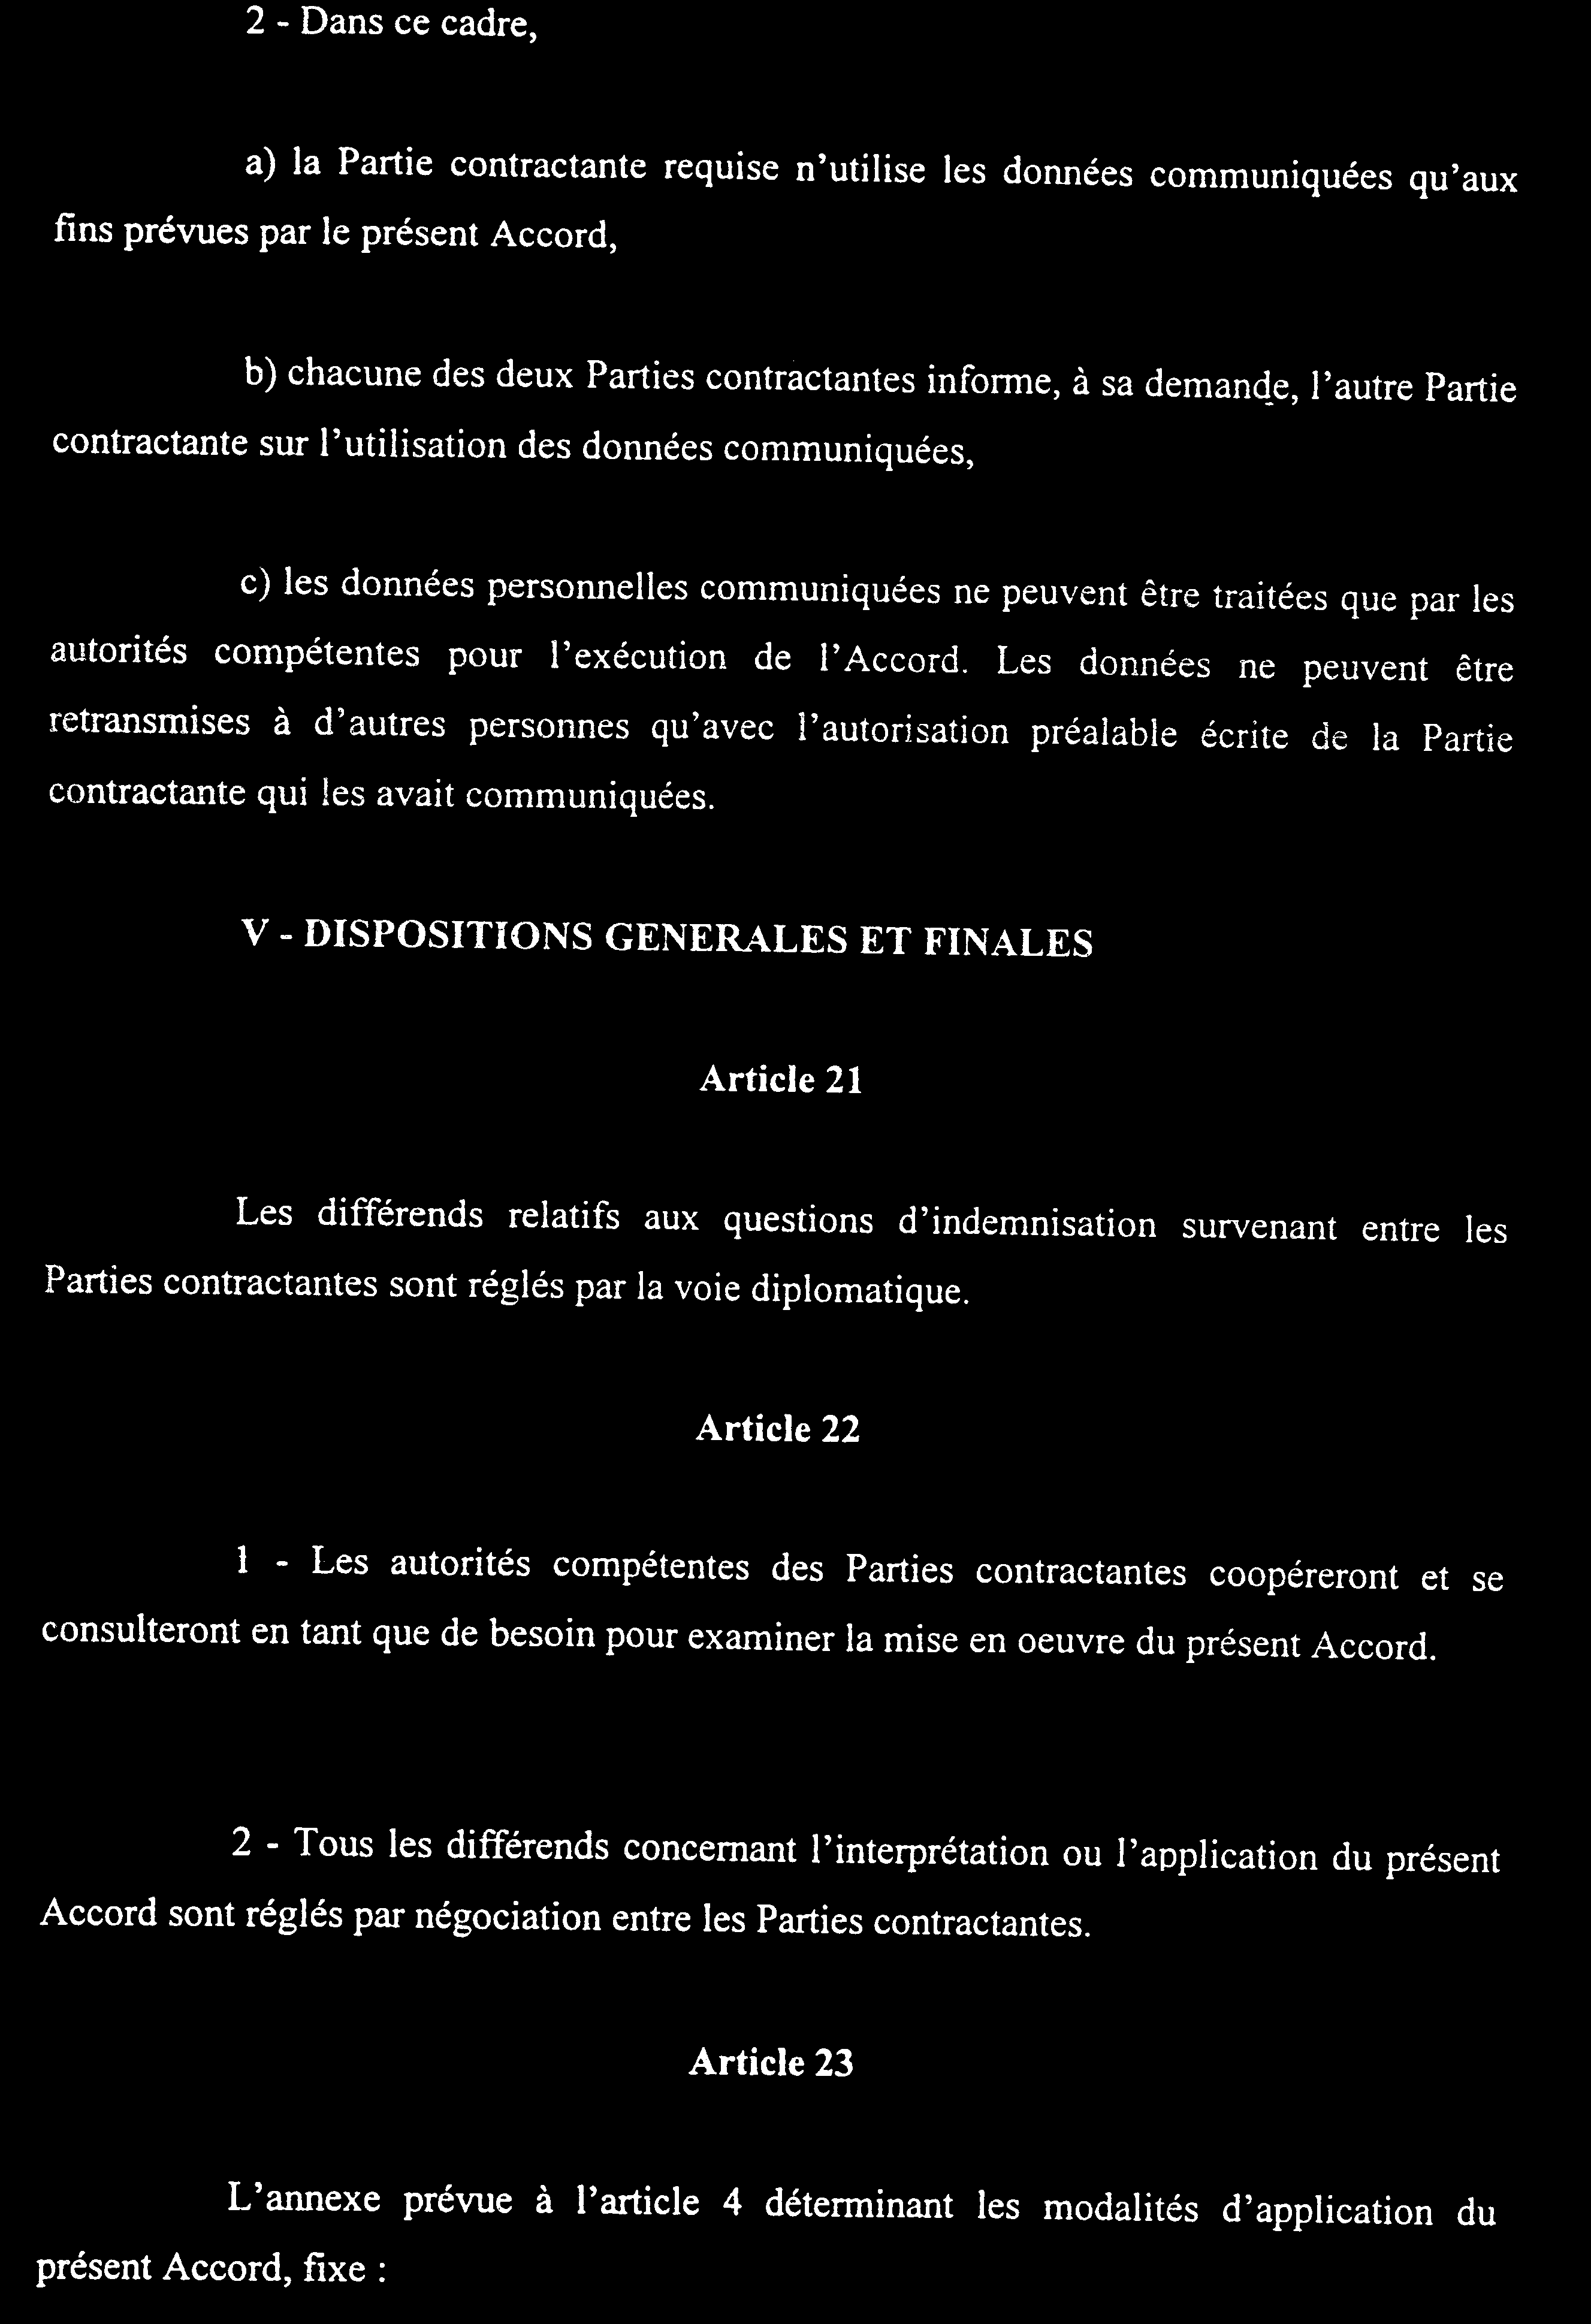 2 - Dans ce cadre,
a) la Partie contractante requise n'utilise les données communiquées qu'aux
fins prévues par le présent Accord,
b) chacune des deux Parties contractantes informe, à sa demande, l'autre Partie
contractante sur l'utilisation des données communiquées,
c) les données personnelles communiquées ne peuvent être traitées que par les
autorités compétentes pour l'exécution de l'Accord. Les données ne peuvent être
retransmises à d'autres personnes qu'avec l'autorisation préalable écrite de la Partie
contractante qui les avait communiquées.
V - DISPOSITIONS GENERALES ET FINALES
Article 21
Les différends relatifs aux questions d'indemnisation survenant entre les
Parties contractantes sont réglés par la voie diplomatique.
Article 22
1 - Les autorités compétentes des Parties contractantes coopéreront et se
consulteront en tant que de besoin pour examiner la mise en oeuvre du présent Accord.
2 - Tous les différends concernant l'interprétation ou l'application du présent
Accord sont réglés par négociation entre les Parties contractantes.
Article 23
L'annexe prévue à l'article 4 déterminant les modalités d'application du
présent Accord, fixe :